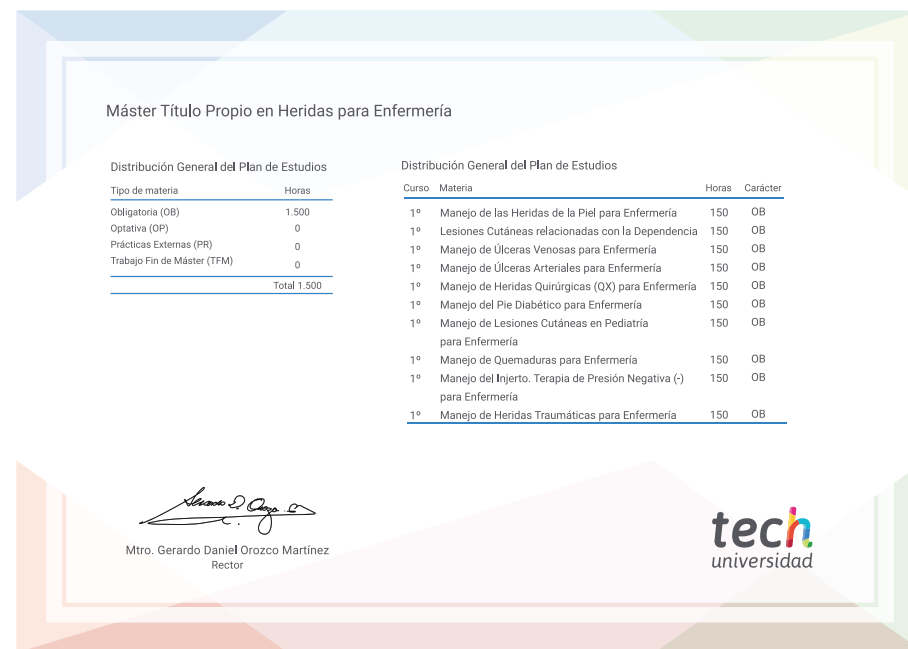 Máster Título Propio en Heridas para Enfermería
Distribución General del Plan de Estudios
Tipo de materia Horas
Obligatoria (OB) 1.500
Optativa (OP) 0
Prácticas Externas (PR) 0
Trabajo Fin de Máster (TFM) 0
Total 1.500
Distribución General del Plan de Estudios
Curso Materia Horas Carácter
1º Manejo de las Heridas de la Piel para Enfermería 150 OB
1º Lesiones Cutáneas relacionadas con la Dependencia 150 OB
1º Manejo de Úlceras Venosas para Enfermería 150 OB
1º Manejo de Úlceras Arteriales para Enfermería 150 OB
1º Manejo de Heridas Quirúrgicas (QX) para Enfermería 150 OB
1º Manejo del Pie Diabético para Enfermería 150 OB
1º Manejo de Lesiones Cutáneas en Pediatría 150 OB
para Enfermería
1º Manejo de Quemaduras para Enfermería 150 OB
1º Manejo del Injerto. Terapia de Presión Negativa (-) 150 OB
para Enfermería
1º Manejo de Heridas Traumáticas para Enfermería 150 OB
Mtro. Gerardo Daniel Orozco Martínez
Rector
tech
universidad